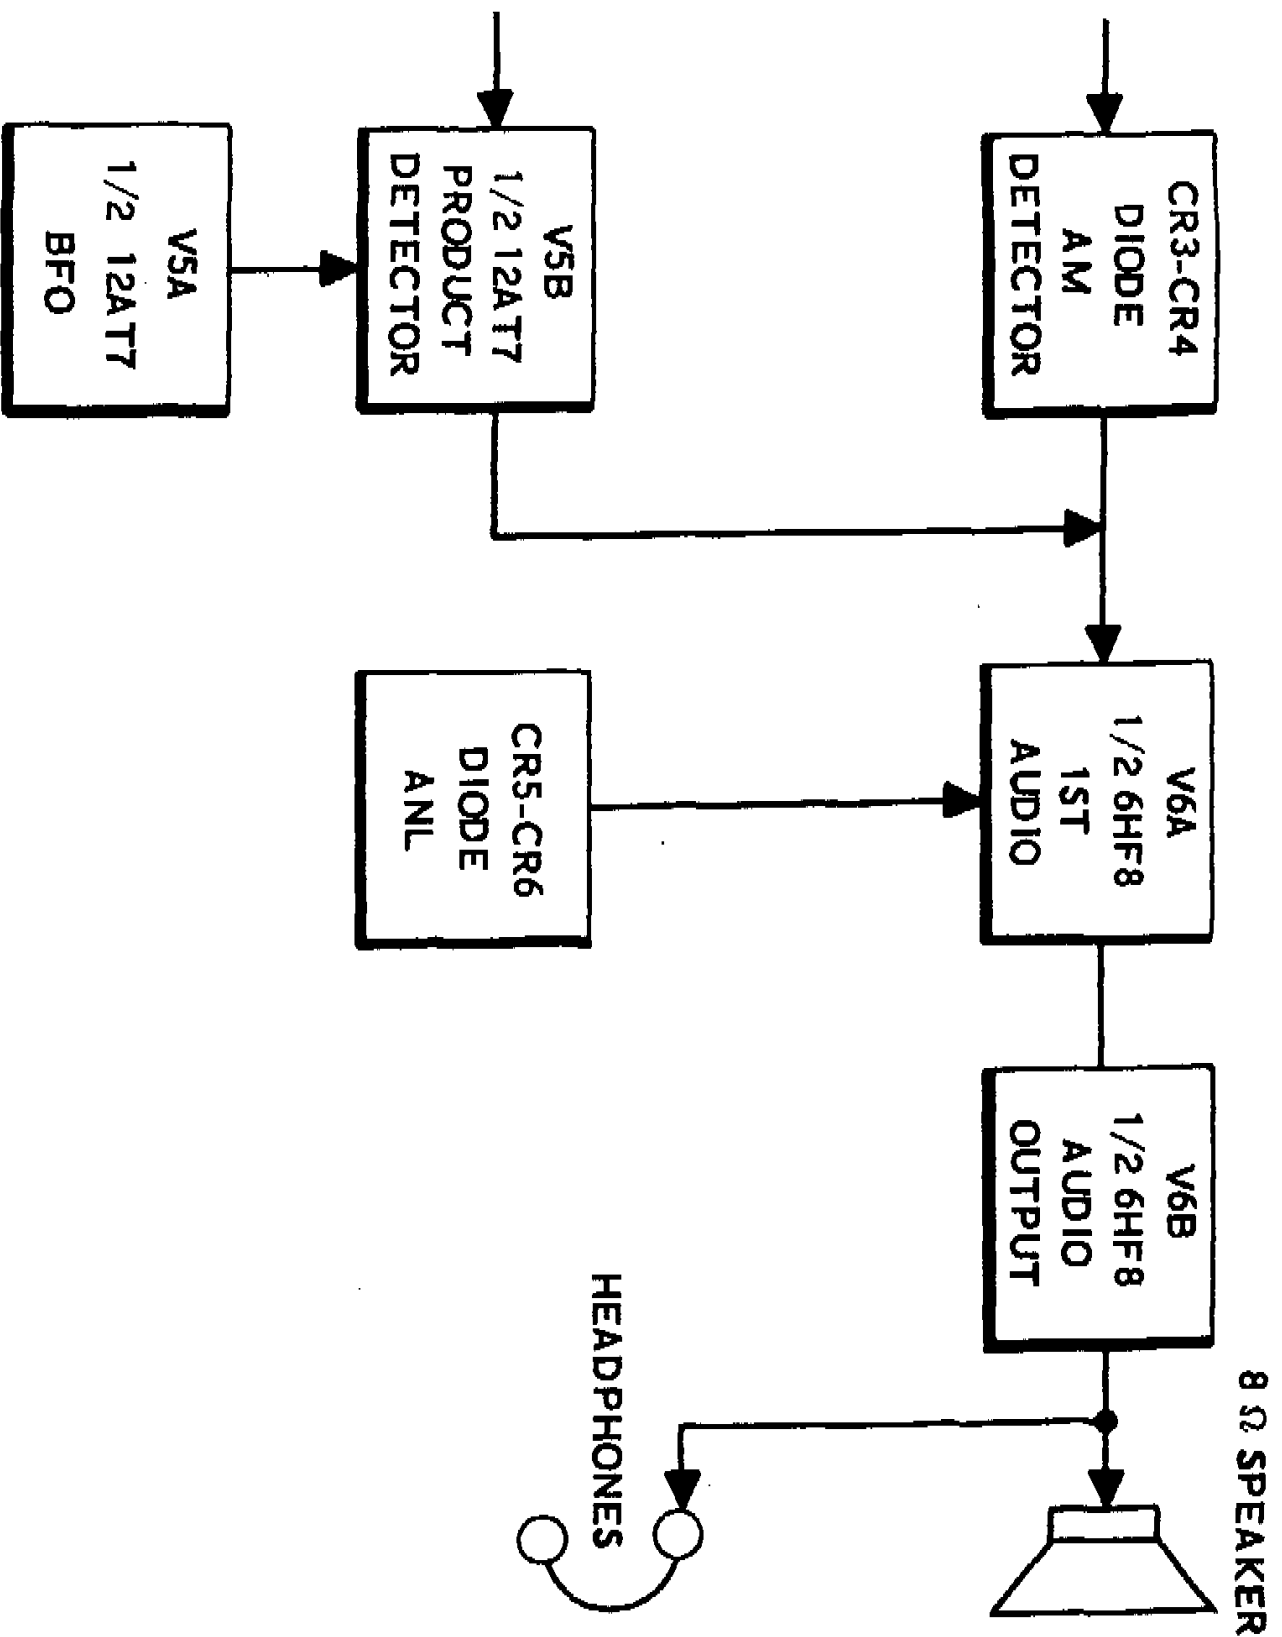 8 Ω SPEAKER
CR3-CR4
DIODE
AM
DETECTOR
V6A
1/2 6HF8
1ST
AUDIO
V6B
1/2 6HF8
AUDIO
OUTPUT
HEADPHONES
V5B
1/2 12AT7
PRODUCT
DETECTOR
CR5-CR6
DIODE
ANL
V5A
1/2 12AT7
BFO